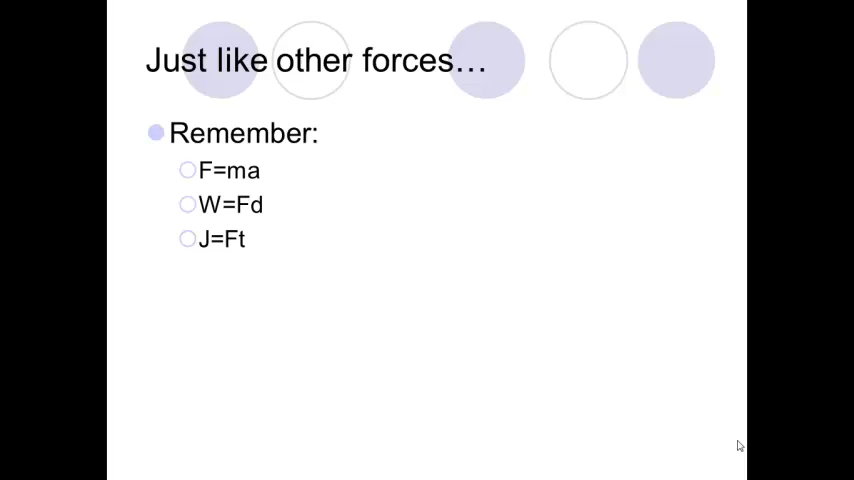 Just like other forces…
Remember:
F=ma
W=Fd
J=Ft